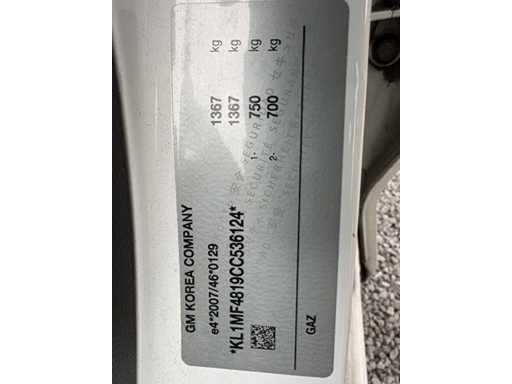 GM KOREA COMPANY
e4*2007/46*0129
*KL1MF4819CC536124*
1367 kg
1367 kg
1- 750 kg
2- 700 kg
GAZ